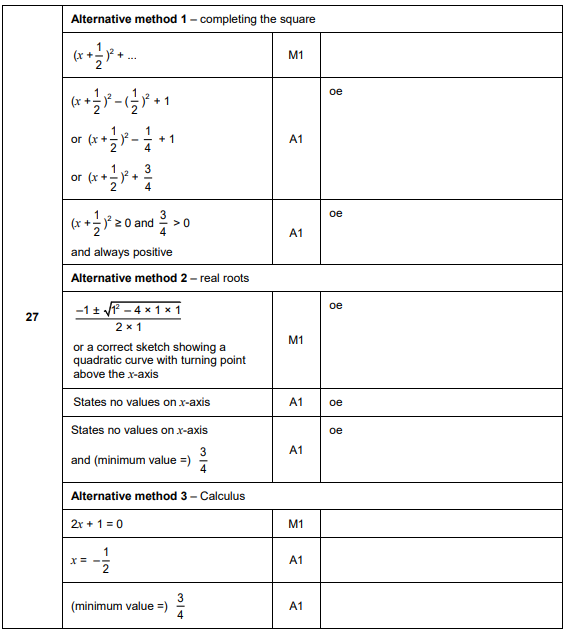 Alternative method 1 – completing the square
(x + 1/2)² + ...
M1
(x + 1/2)² – (1/2)² + 1
or (x + 1/2)² – 1/4 + 1
or (x + 1/2)² + 3/4
A1
oe
(x + 1/2)² ≥ 0 and 3/4 > 0
and always positive
A1
oe
27
Alternative method 2 – real roots
–1 ± √(1² – 4 × 1 × 1) / 2 × 1
or a correct sketch showing a
quadratic curve with turning point
above the x-axis
M1
oe
States no values on x-axis
A1
oe
States no values on x-axis
and (minimum value =) 3/4
A1
oe
Alternative method 3 – Calculus
2x + 1 = 0
M1
x = –1/2
A1
(minimum value =) 3/4
A1